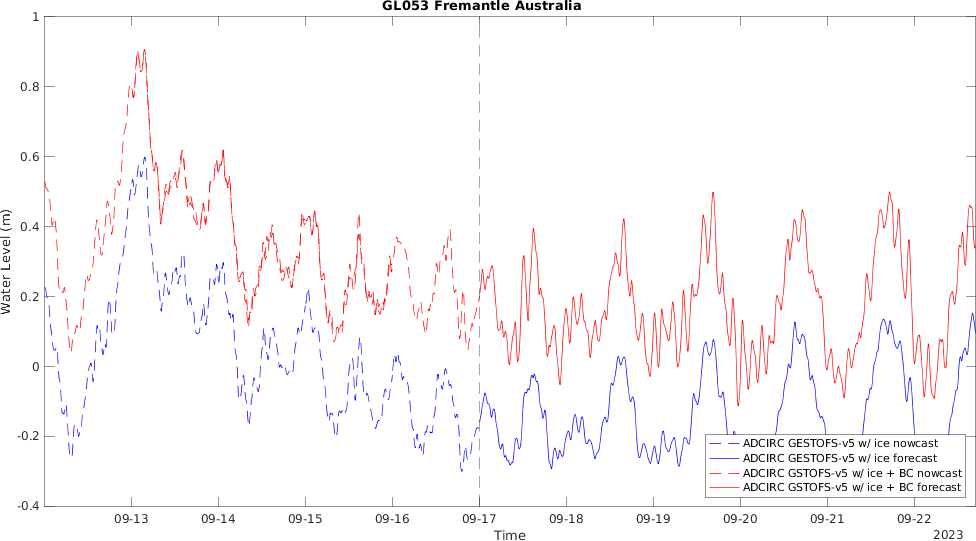 GL053 Fremantle Australia
1
0.8
0.6
0.4
0.2
0
-0.2
-0.4
Water Level (m)
ADCIRC GESTOFS-v5 w/ ice nowcast
ADCIRC GESTOFS-v5 w/ ice forecast
ADCIRC GSTOFS-v5 w/ ice + BC nowcast
ADCIRC GSTOFS-v5 w/ ice + BC forecast
09-13 09-14 09-15 09-16 09-17 09-18 09-19 09-20 09-21 09-22
Time
2023